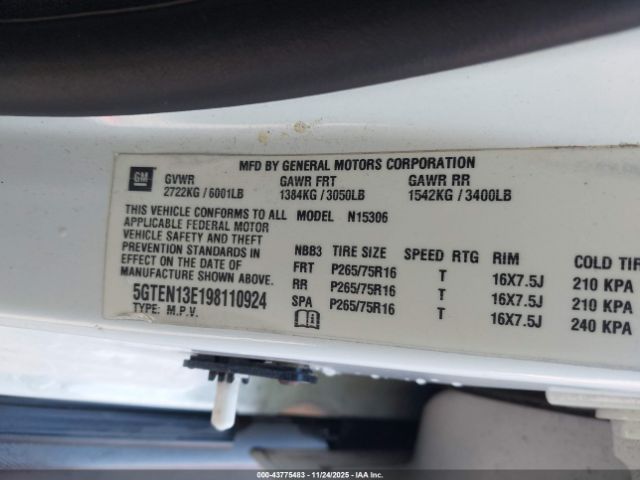 MFD BY GENERAL MOTORS CORPORATION
GM GVWR GAWR FRT GAWR RR
2722KG / 6001LB 1384KG / 3050LB 1542KG / 3400LB
THIS VEHICLE CONFORMS TO ALL MODEL N15306
APPLICABLE FEDERAL MOTOR
VEHICLE SAFETY AND THEFT
PREVENTION STANDARDS IN
EFFECT ON THE DATE OF
MANUFACTURE SHOWN ABOVE.
5GTEN13E198110924
TYPE: M.P.V.
NBB3 TIRE SIZE SPEED RTG RIM COLD TI
FRT P265/75R16 T 16X7.5J 210 KPA
RR P265/75R16 T 16X7.5J 210 KPA
SPA P265/75R16 T 16X7.5J 240 KPA
000-43775483 - 11/24/2025 - IAA Inc.